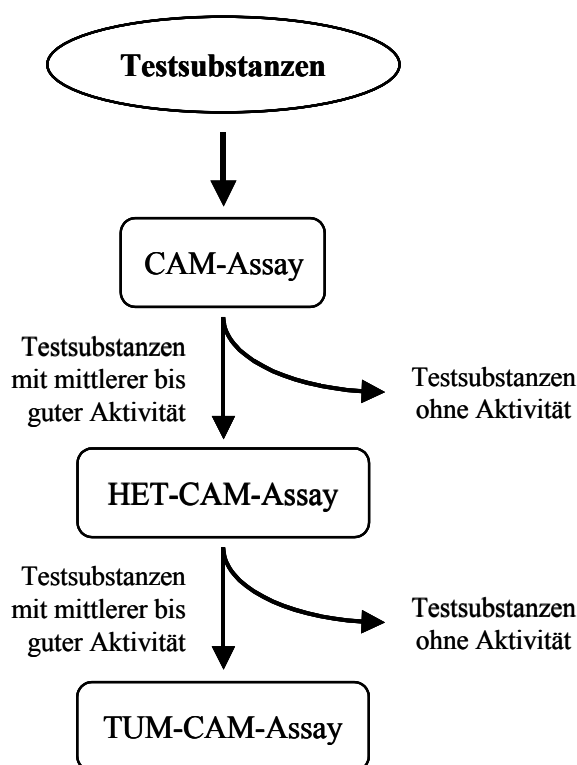 Testsubstanzen
CAM-Assay
Testsubstanzen
mit mittlerer bis
guter Aktivität
Testsubstanzen
ohne Aktivität
HET-CAM-Assay
Testsubstanzen
mit mittlerer bis
guter Aktivität
Testsubstanzen
ohne Aktivität
TUM-CAM-Assay